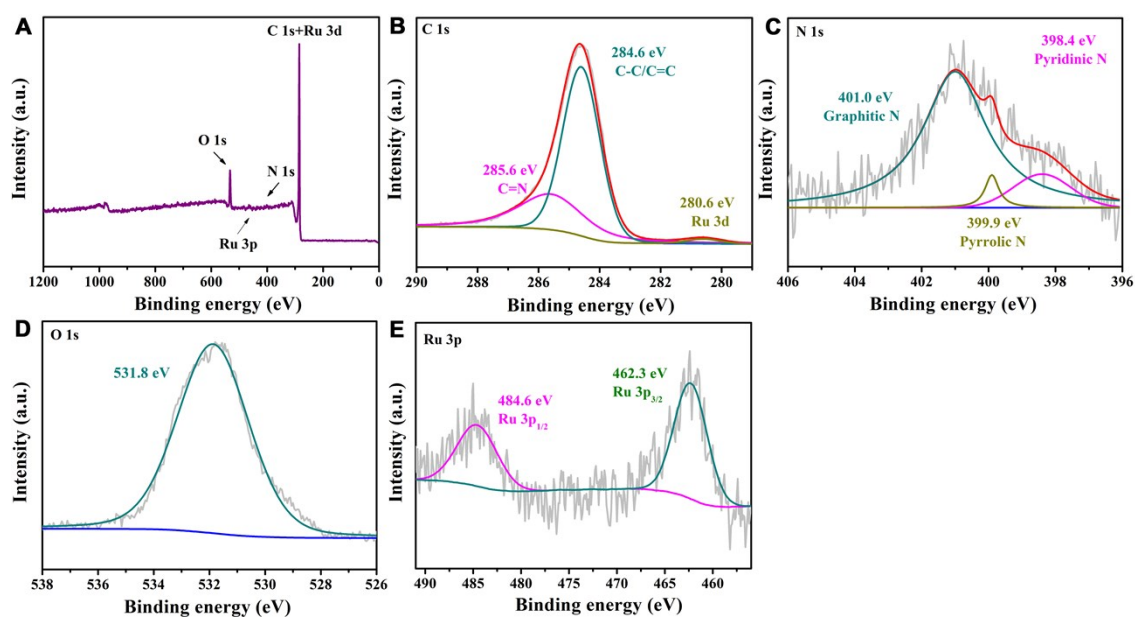 A
C 1s+Ru 3d
O 1s
N 1s
Ru 3p
Intensity (a.u.)
1200 1000 800 600 400 200 0
Binding energy (eV)
B
C 1s
284.6 eV
C-C/C=C
285.6 eV
C=N
280.6 eV
Ru 3d
Intensity (a.u.)
290 288 286 284 282 280
Binding energy (eV)
C
N 1s
398.4 eV
Pyridinic N
401.0 eV
Graphitic N
399.9 eV
Pyrrolic N
Intensity (a.u.)
406 404 402 400 398 396
Binding energy (eV)
D
O 1s
531.8 eV
Intensity (a.u.)
538 536 534 532 530 528 526
Binding energy (eV)
E
Ru 3p
462.3 eV
Ru 3p3/2
484.6 eV
Ru 3p1/2
Intensity (a.u.)
490 485 480 475 470 465 460
Binding energy (eV)